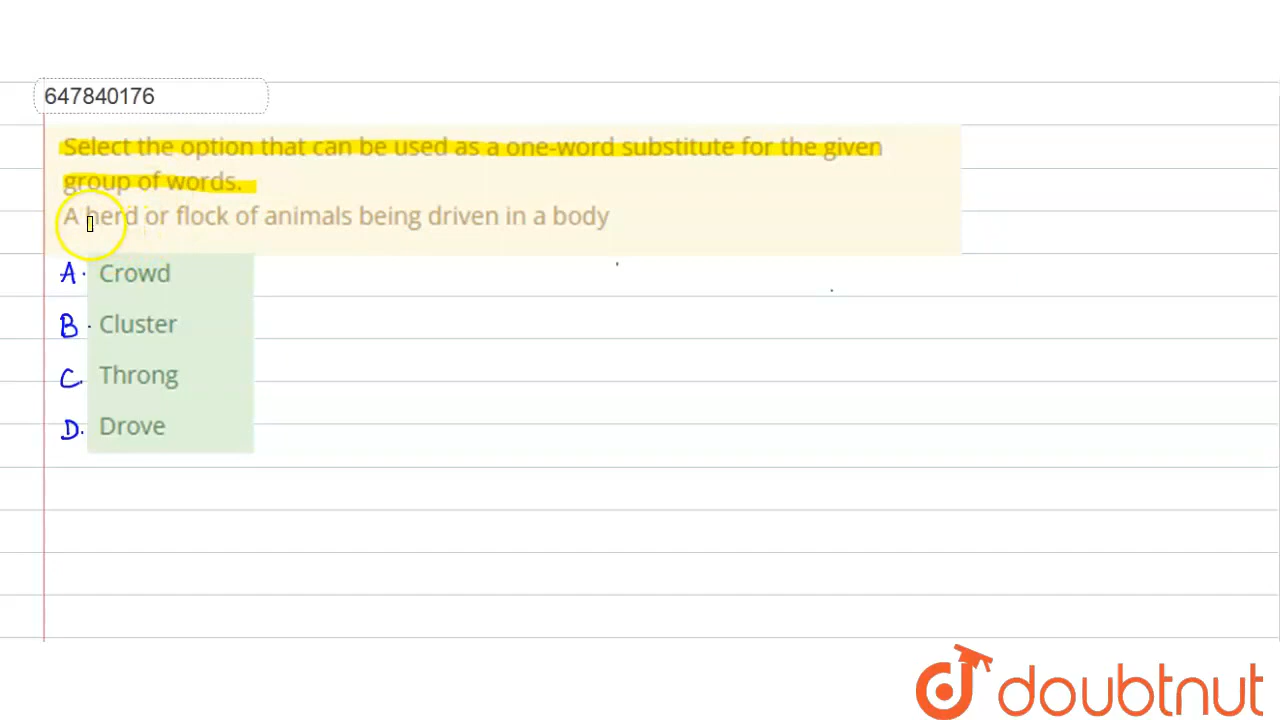 647840176
Select the option that can be used as a one-word substitute for the given
group of words.
A herd or flock of animals being driven in a body
A. Crowd
B. Cluster
C. Throng
D. Drove
doubtnut